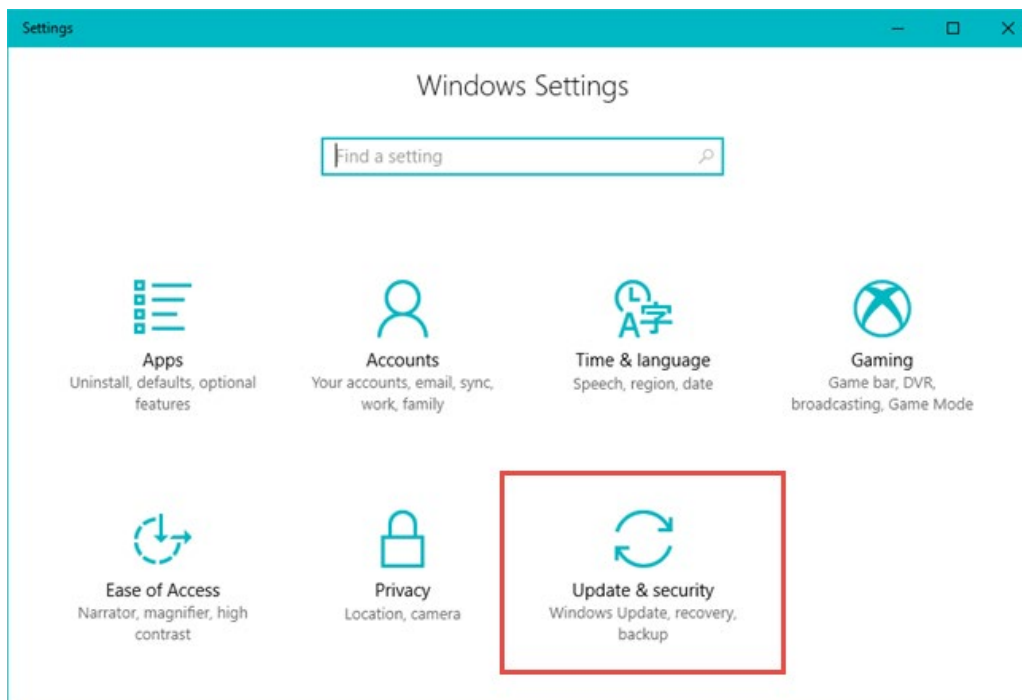 Settings
Windows Settings
Find a setting
Apps
Uninstall, defaults, optional
features
Accounts
Your accounts, email, sync,
work, family
Time & language
Speech, region, date
Gaming
Game bar, DVR,
broadcasting, Game Mode
Ease of Access
Narrator, magnifier, high
contrast
Privacy
Location, camera
Update & security
Windows Update, recovery,
backup